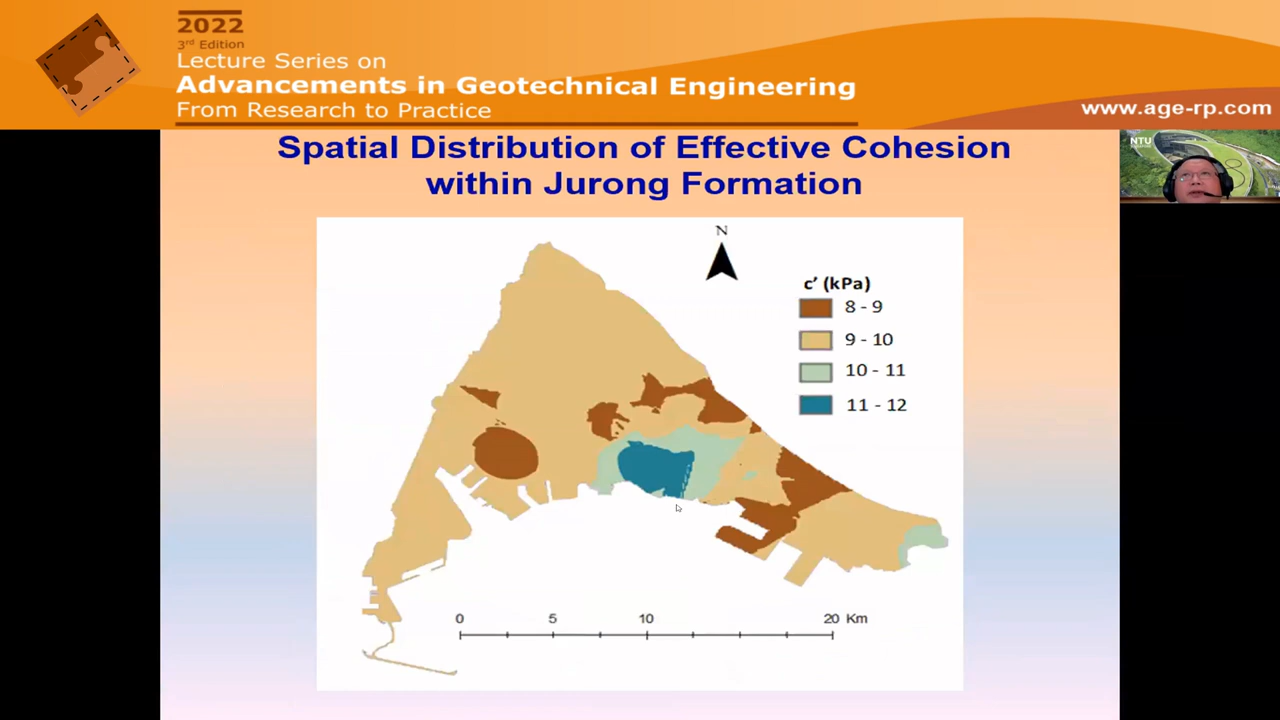 2022
3rd Edition
Lecture Series on
Advancements in Geotechnical Engineering
From Research to Practice
www.age-rp.com
NTU
Spatial Distribution of Effective Cohesion
within Jurong Formation
N
c’ (kPa)
8 - 9
9 - 10
10 - 11
11 - 12
0 5 10 20 Km